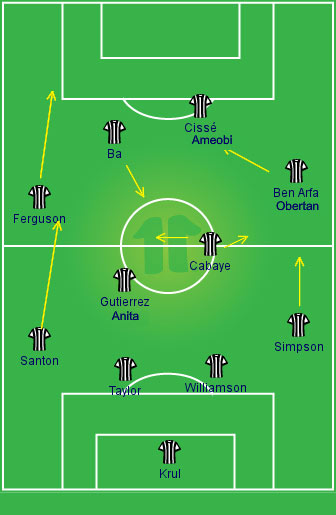 Cissé
Ameobi
Ba
Ben Arfa
Obertan
Ferguson
Cabaye
Gutierrez
Anita
Simpson
Santon
Williamson
Taylor
Krul